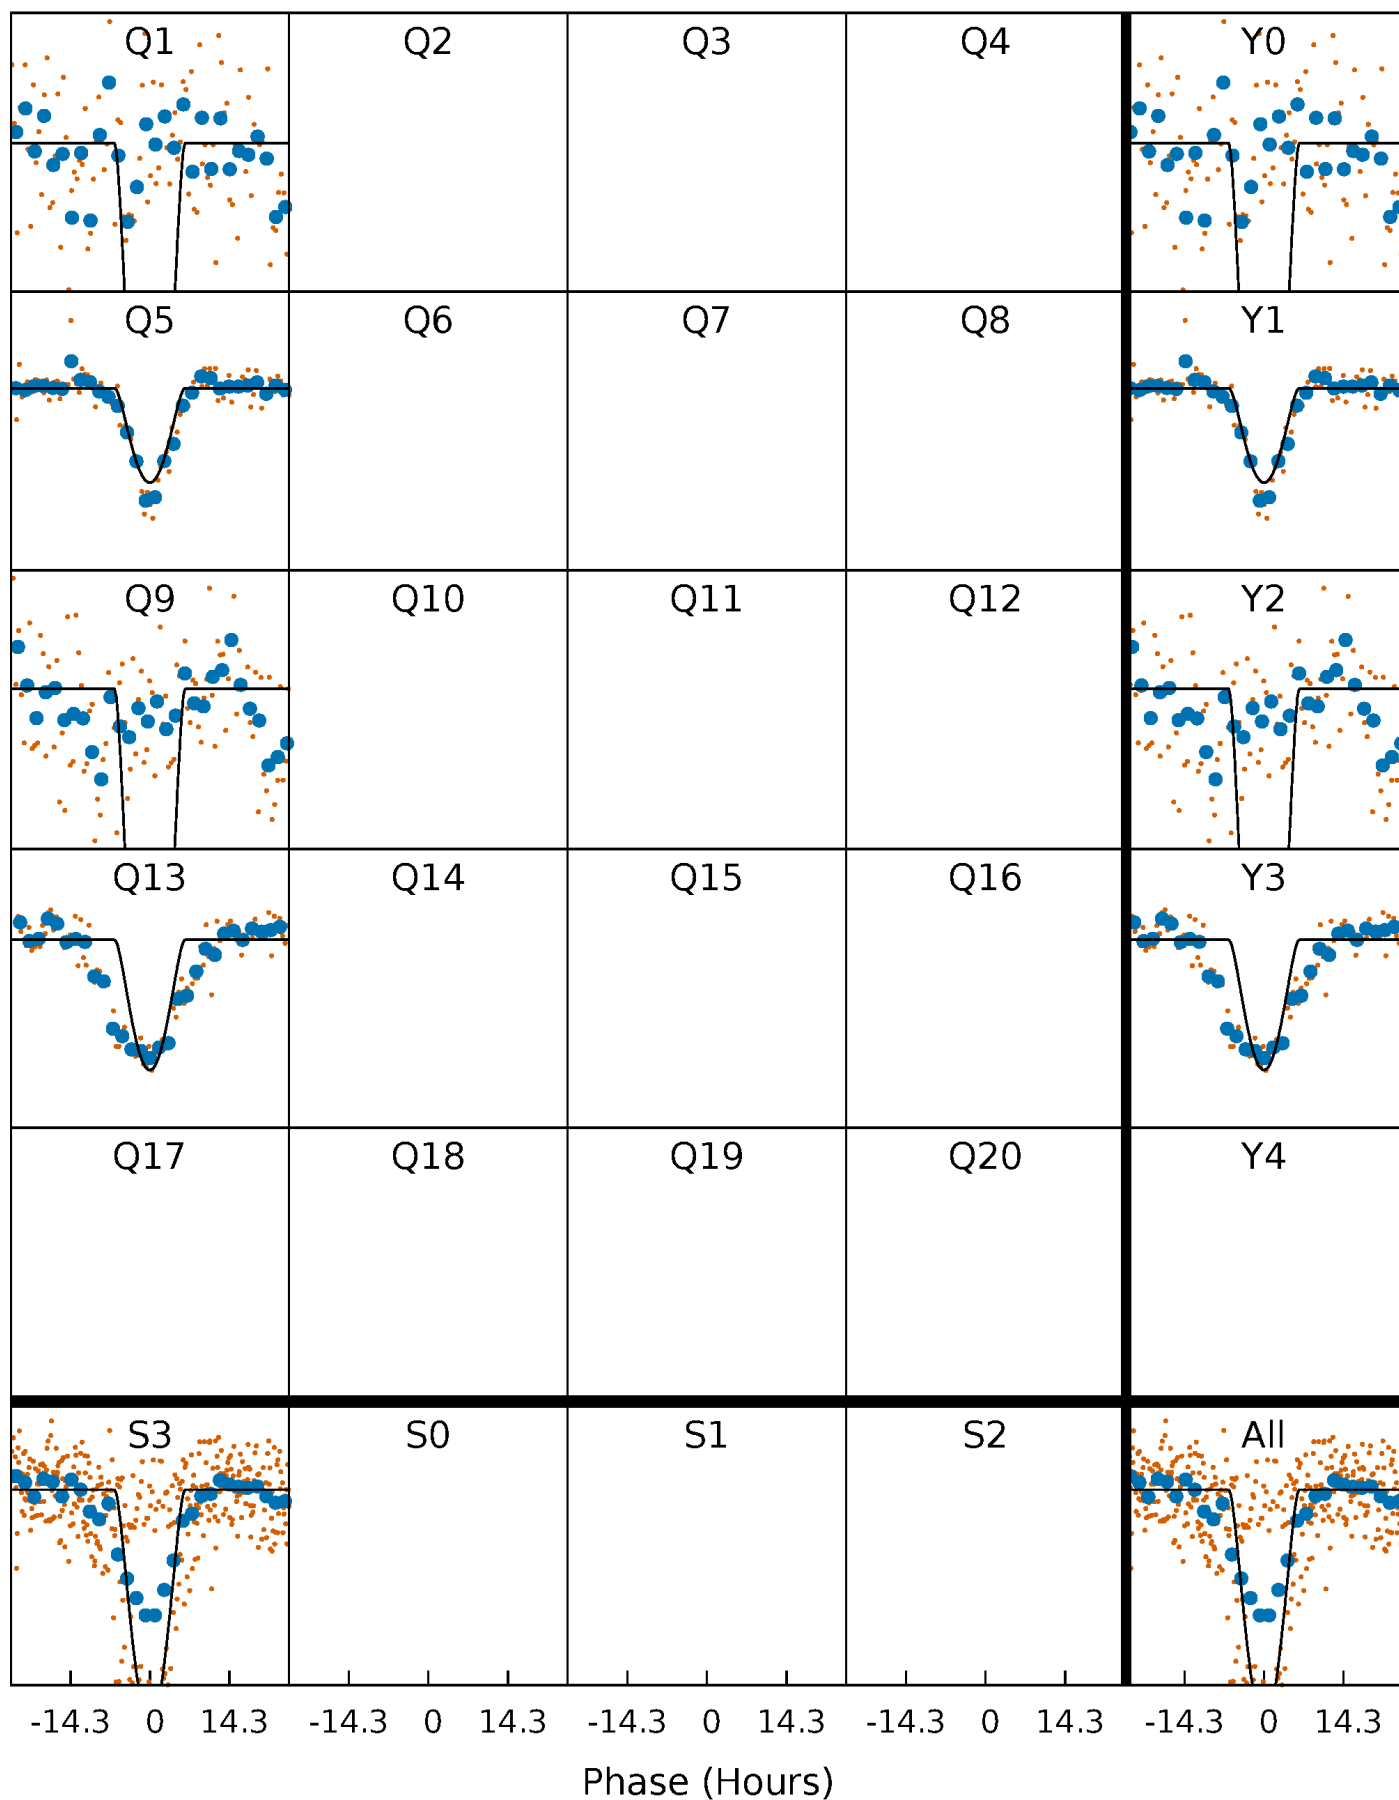 Q1 Q2 Q3 Q4 Y0
Q5 Q6 Q7 Q8 Y1
Q9 Q10 Q11 Q12 Y2
Q13 Q14 Q15 Q16 Y3
Q17 Q18 Q19 Q20 Y4
S3 S0 S1 S2 All
-14.3 0 14.3 -14.3 0 14.3 -14.3 0 14.3 -14.3 0 14.3 -14.3 0 14.3
Phase (Hours)